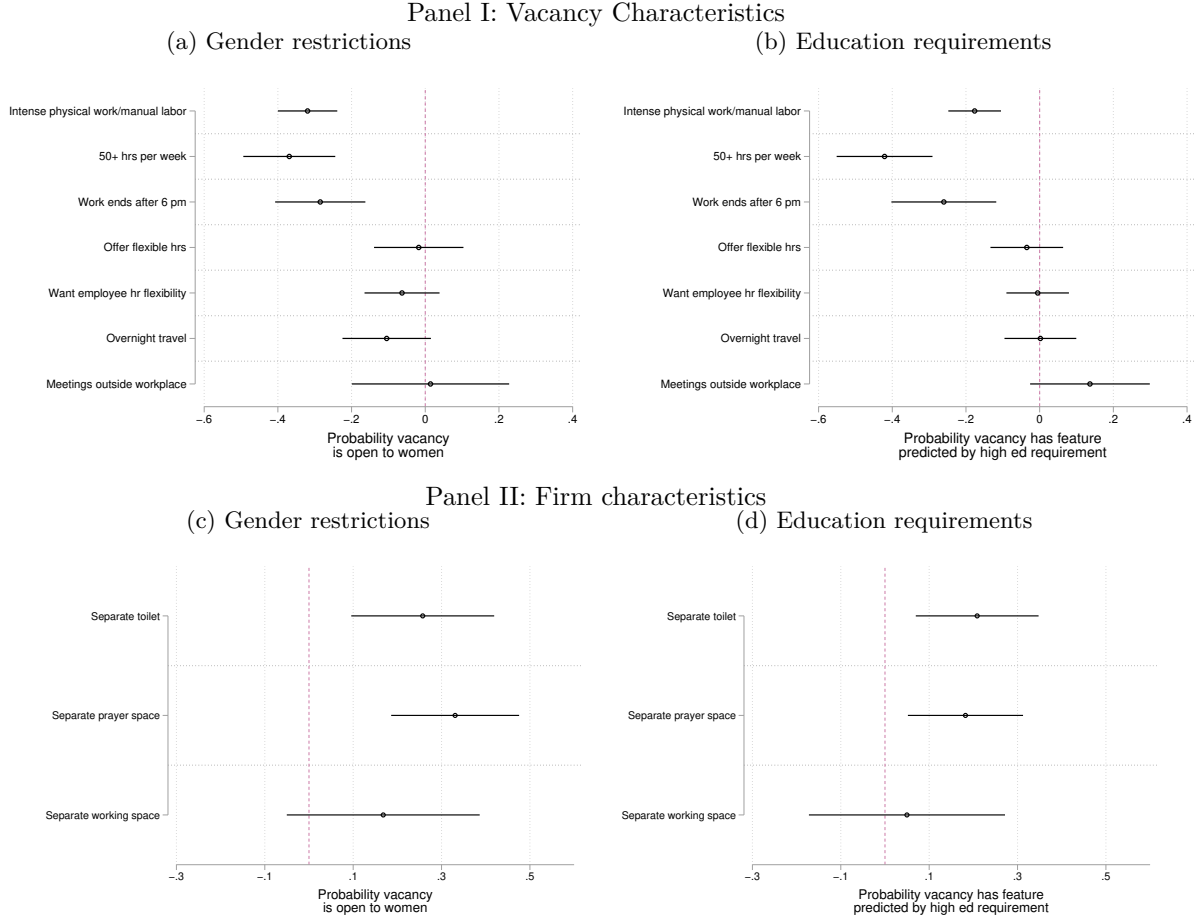 Panel I: Vacancy Characteristics
(a) Gender restrictions
Intense physical work/manual labor
50+ hrs per week
Work ends after 6 pm
Offer flexible hrs
Want employee hr flexibility
Overnight travel
Meetings outside workplace
-.6 -.4 -.2 0 .2 .4
Probability vacancy
is open to women
(b) Education requirements
Intense physical work/manual labor
50+ hrs per week
Work ends after 6 pm
Offer flexible hrs
Want employee hr flexibility
Overnight travel
Meetings outside workplace
-.6 -.4 -.2 0 .2 .4
Probability vacancy has feature
predicted by high ed requirement
Panel II: Firm characteristics
(c) Gender restrictions
Separate toilet
Separate prayer space
Separate working space
-.3 -.1 .1 .3 .5
Probability vacancy
is open to women
(d) Education requirements
Separate toilet
Separate prayer space
Separate working space
-.3 -.1 .1 .3 .5
Probability vacancy has feature
predicted by high ed requirement